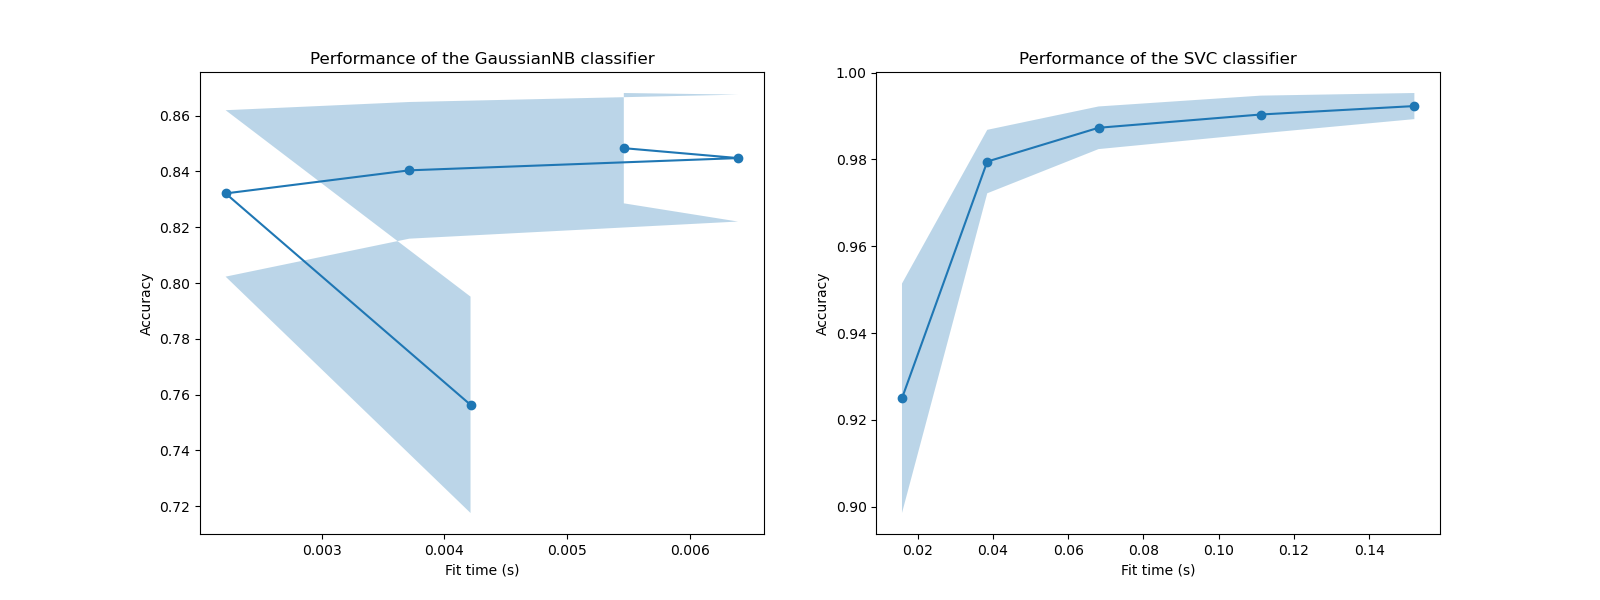 Performance of the GaussianNB classifier
Accuracy
0.86
0.84
0.82
0.80
0.78
0.76
0.74
0.72
0.003 0.004 0.005 0.006
Fit time (s)
Performance of the SVC classifier
Accuracy
1.00
0.98
0.96
0.94
0.92
0.90
0.02 0.04 0.06 0.08 0.10 0.12 0.14
Fit time (s)